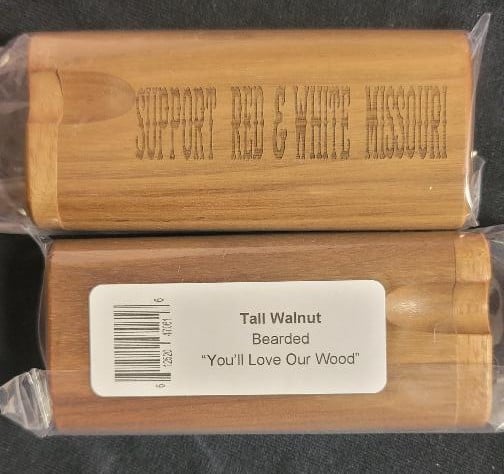 SUPPORT RED & WHITE MISSOURI
Tall Walnut
Bearded
"You'll Love Our Wood"